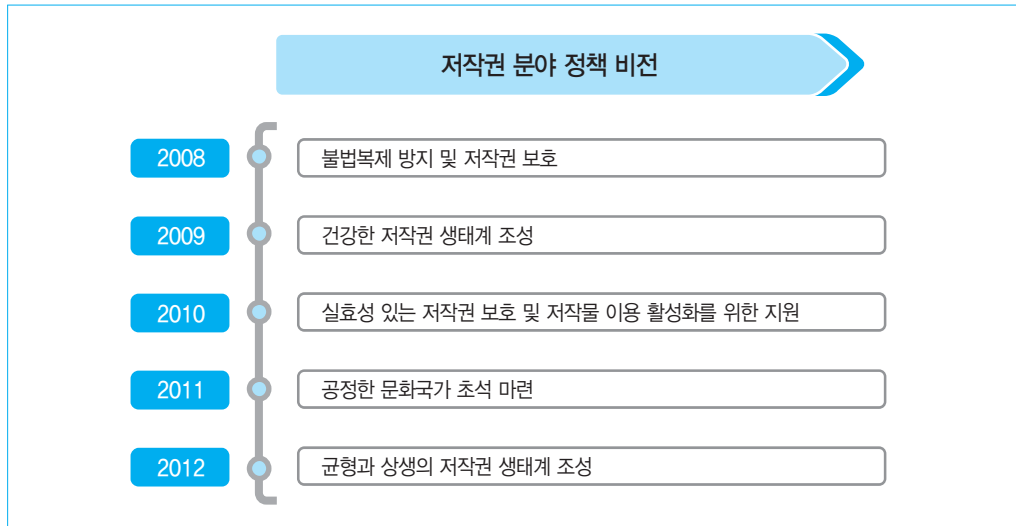 저작권 분야 정책 비전
2008
불법복제 방지 및 저작권 보호
2009
건강한 저작권 생태계 조성
2010
실효성 있는 저작권 보호 및 저작물 이용 활성화를 위한 지원
2011
공정한 문화국가 초석 마련
2012
균형과 상생의 저작권 생태계 조성